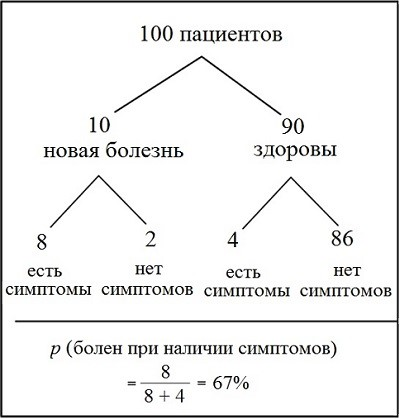 100 пациентов
10 90
новая болезнь здоровы
8 2 4 86
есть нет есть нет
симптомы симптомов симптомы симптомов
p (болен при наличии симптомов)
= 8 / 8 + 4 = 67%